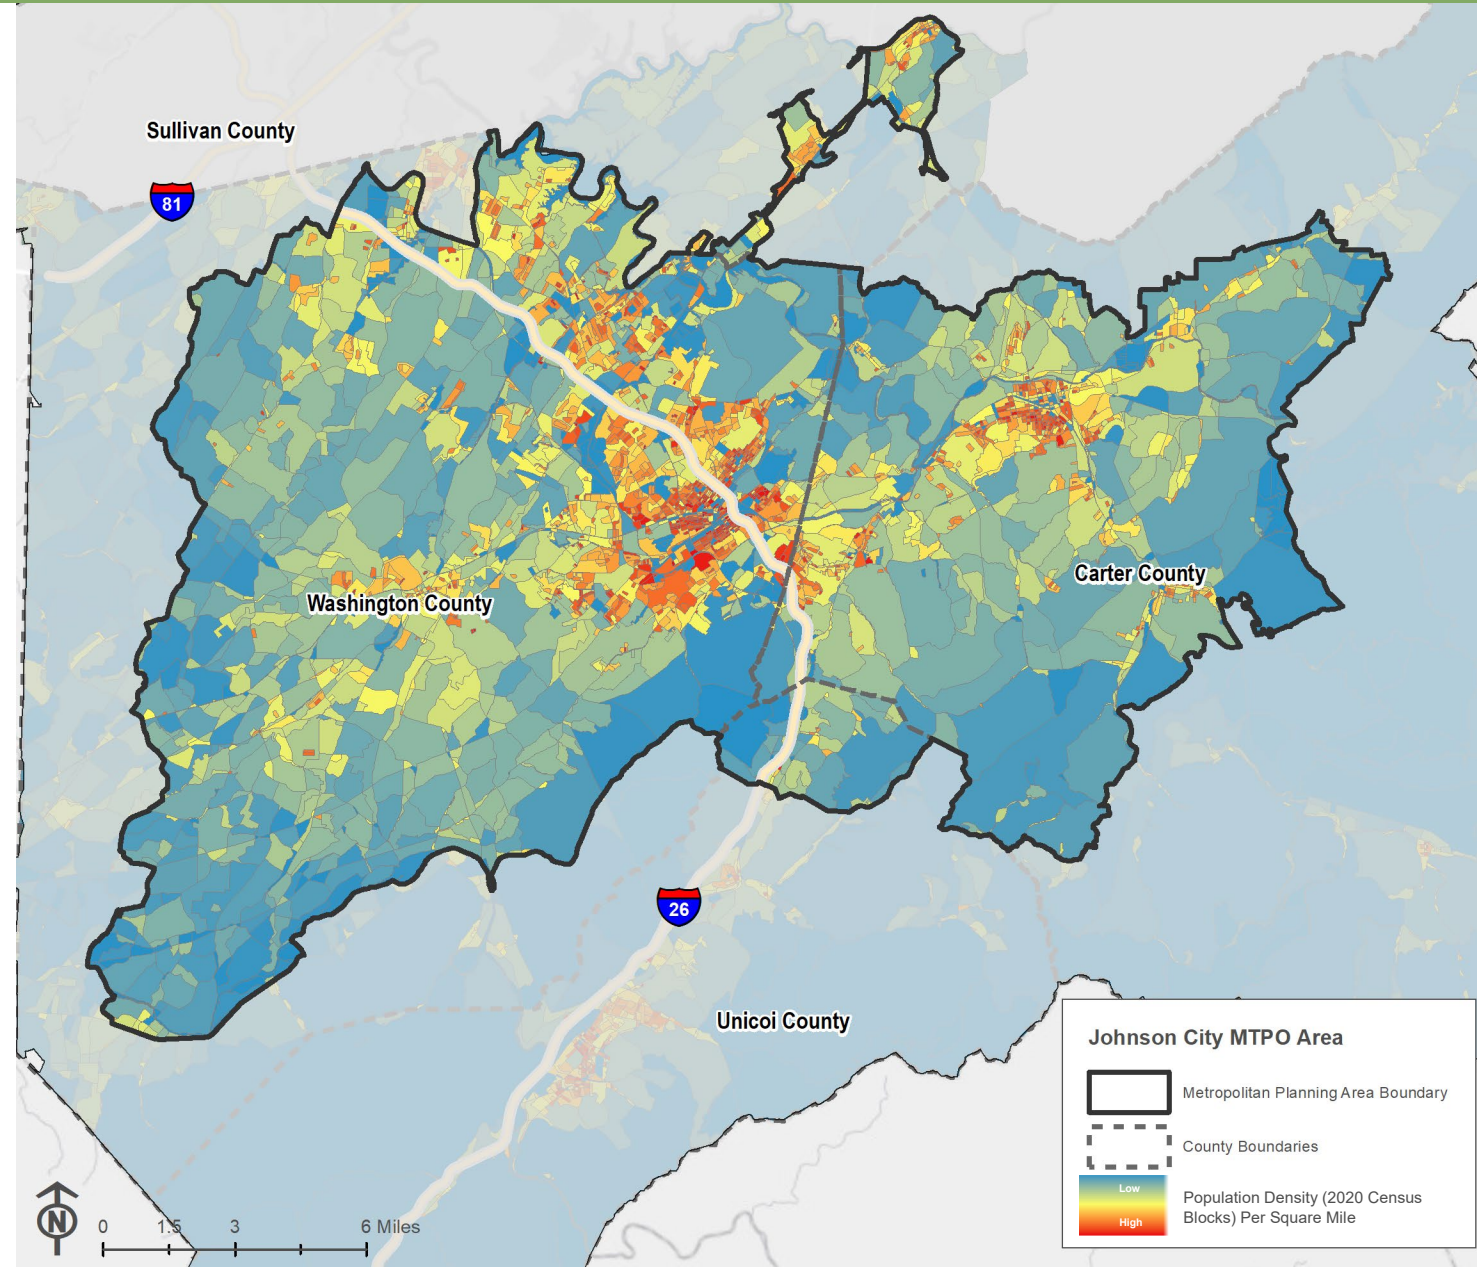 Sullivan County
81
Washington County
Carter County
26
Unicoi County
Johnson City MTPO Area
Metropolitan Planning Area Boundary
County Boundaries
Low
High
Population Density (2020 Census
Blocks) Per Square Mile
N
0 1.5 3 6 Miles